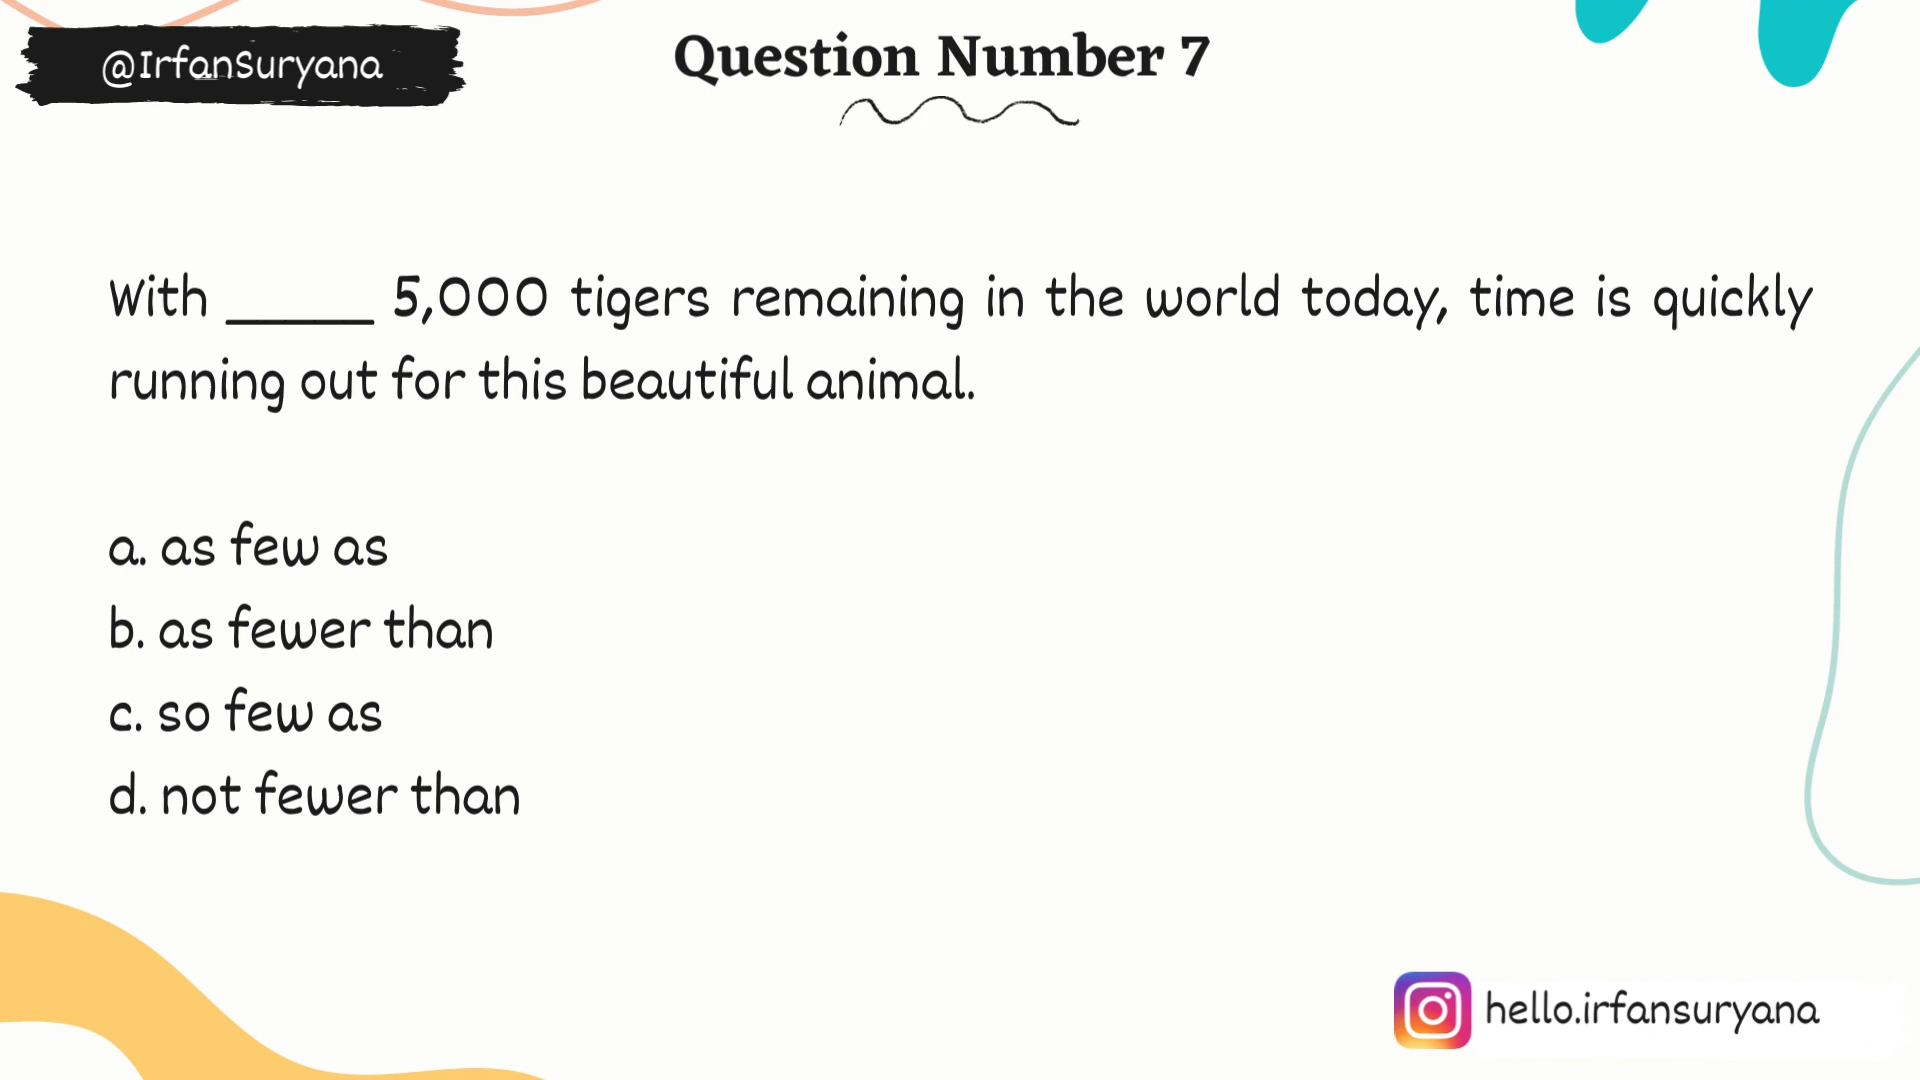 @IrfanSuryana
Question Number 7
With _____ 5,000 tigers remaining in the world today, time is quickly
running out for this beautiful animal.
a. as few as
b. as fewer than
c. so few as
d. not fewer than
hello.irfansuryana